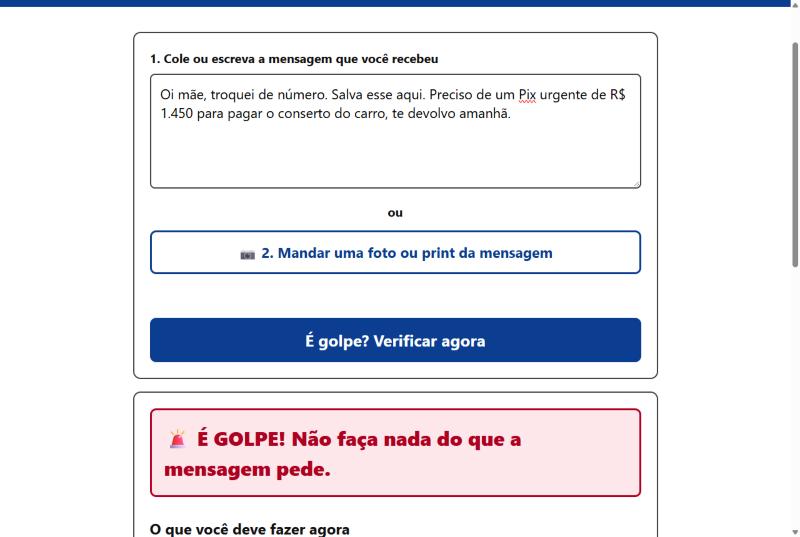 1. Cole ou escreva a mensagem que você recebeu
Oi mãe, troquei de número. Salva esse aqui. Preciso de um Pix urgente de R$
1.450 para pagar o conserto do carro, te devolvo amanhã.
ou
2. Mandar uma foto ou print da mensagem
É golpe? Verificar agora
É GOLPE! Não faça nada do que a
mensagem pede.
O que você deve fazer agora